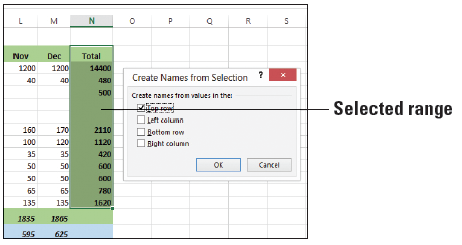 L M N O P Q R S
Nov Dec Total
1200 1200 14400
40 40 480
500
Create Names from Selection ? ×
Create names from values in the:
Top row
Left column
Bottom row
Right column
OK Cancel
Selected range
160 170 2110
100 120 1120
35 35 420
50 50 600
50 50 600
65 65 780
135 135 1620
1835 1865
595 625